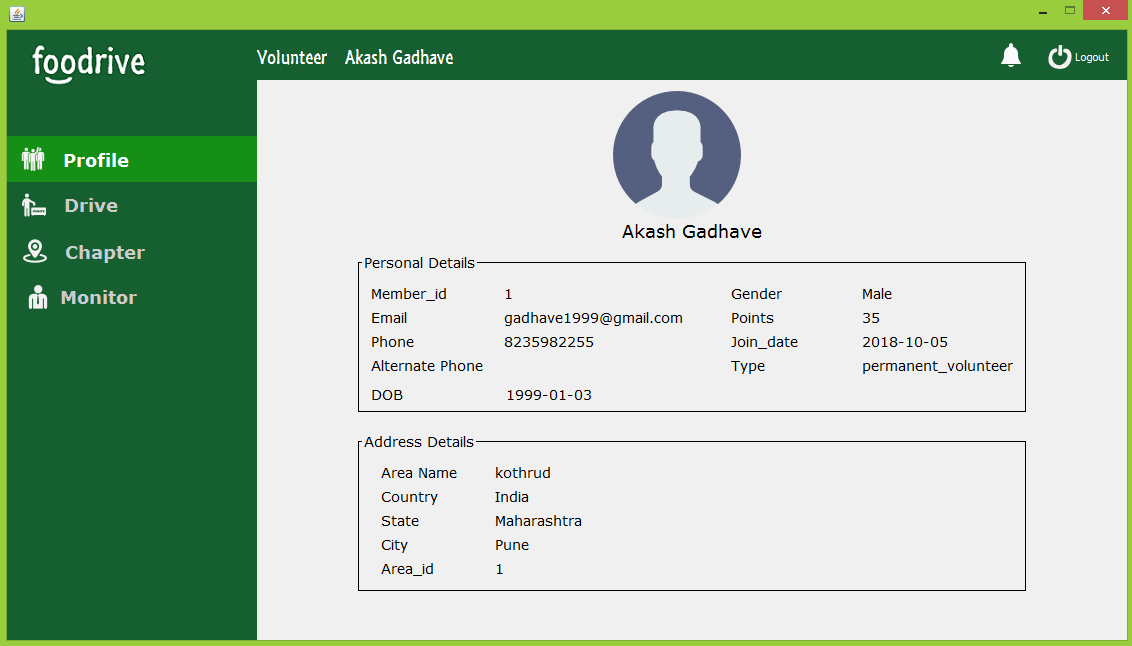 foodrive
Volunteer Akash Gadhave
Logout
Profile
Drive
Chapter
Monitor
Akash Gadhave
Personal Details
Member_id 1 Gender Male
Email gadhave1999@gmail.com Points 35
Phone 8235982255 Join_date 2018-10-05
Alternate Phone Type permanent_volunteer
DOB 1999-01-03
Address Details
Area Name kothrud
Country India
State Maharashtra
City Pune
Area_id 1